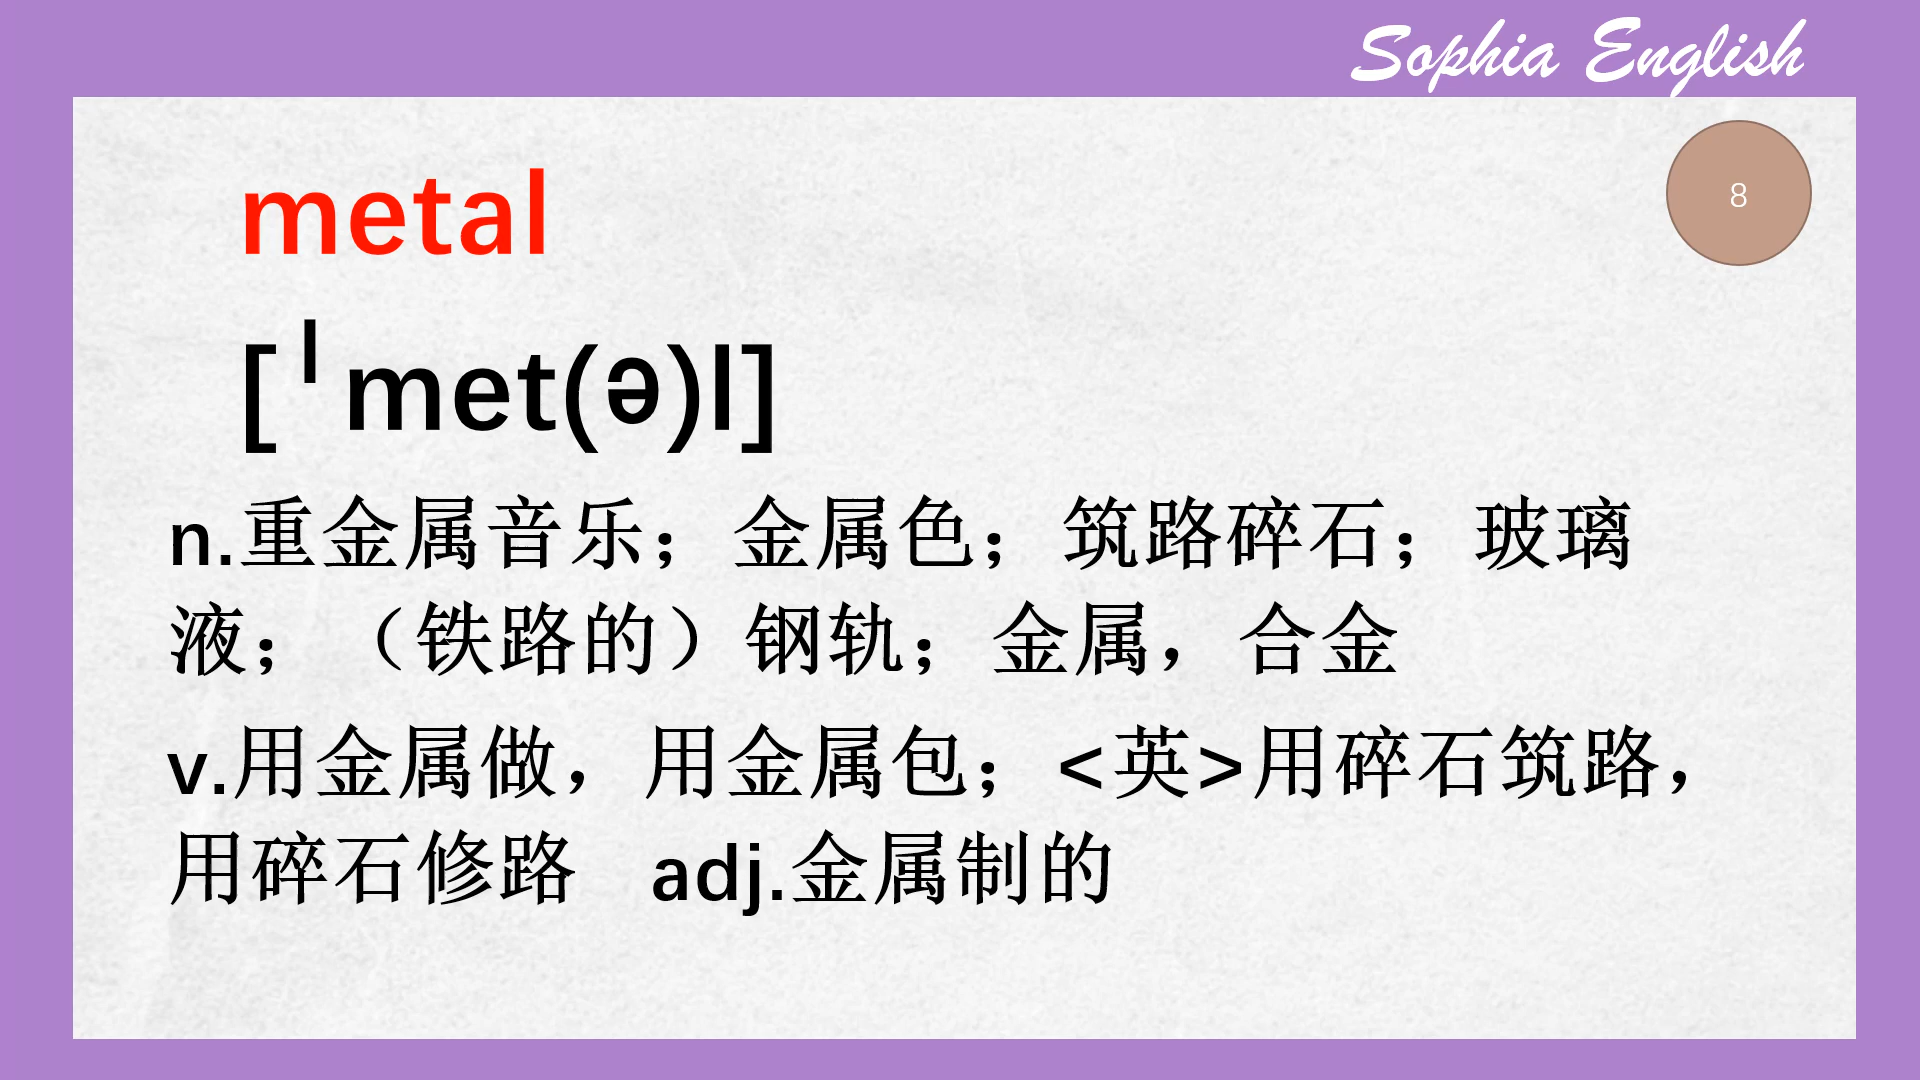 Sophia English
8
metal
[ˈmet(ə)l]
n.重金属音乐；金属色；筑路碎石；玻璃
液；（铁路的）钢轨；金属，合金
v.用金属做，用金属包；<英>用碎石筑路，
用碎石修路 adj.金属制的